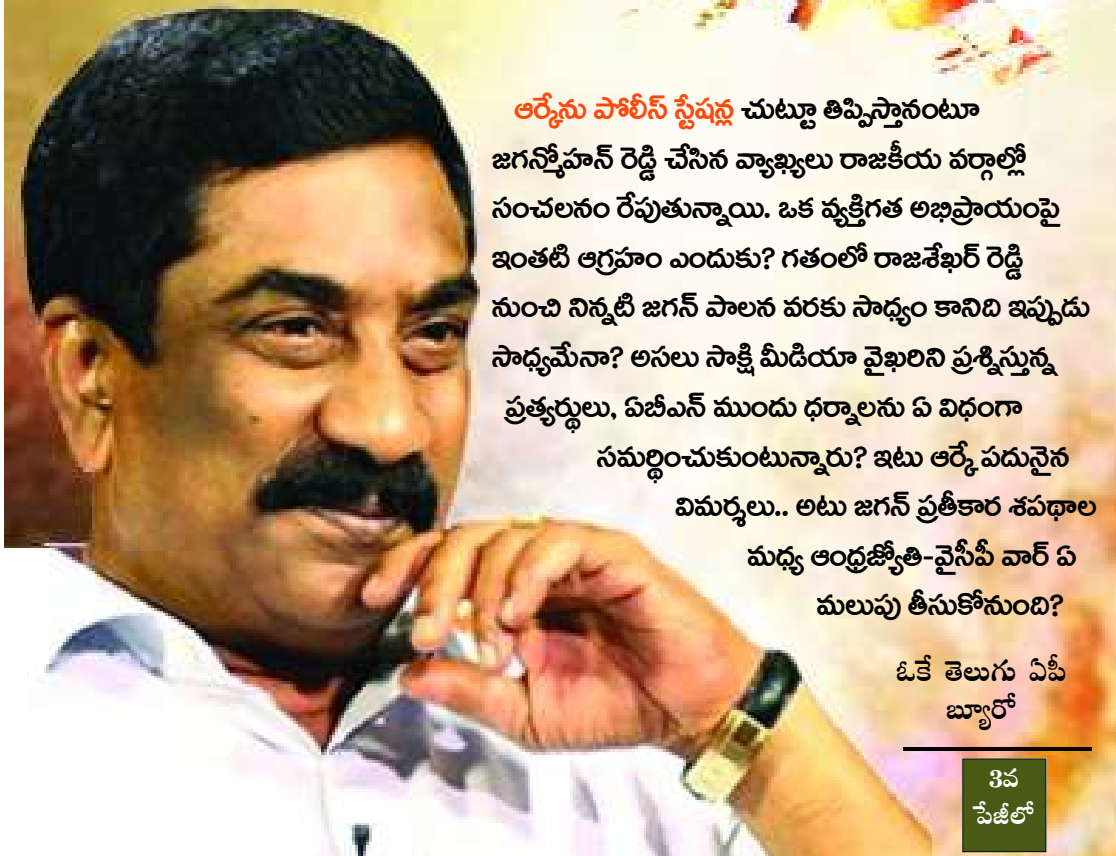 ఆర్కేను పోలీస్ స్టేషన్ల చుట్టూ తిప్పిస్తానంటూ
జగన్మోహన్ రెడ్డి చేసిన వ్యాఖ్యలు రాజకీయ వర్గాల్లో
సంచలనం రేపుతున్నాయి. ఒక వ్యక్తిగత అభిప్రాయంపై
ఇంతటి ఆగ్రహం ఎందుకు? గతంలో రాజశేఖర్ రెడ్డి
నుంచి నిన్నటి జగన్ పాలన వరకు సాధ్యం కానిది ఇప్పుడు
సాధ్యమేనా? అసలు సాక్షి మీడియా వైఖరిని ప్రశ్నిస్తున్న
ప్రత్యర్థులు, ఏబీఎన్ ముందు ధర్నాలను ఏ విధంగా
సమర్థించుకుంటున్నారు? ఇటు ఆర్కే పదునైన
విమర్శలు.. అటు జగన్ ప్రతీకార శపథాల
మధ్య ఆంధ్రజ్యోతి-వైసీపీ వార్ ఏ
మలుపు తీసుకోనుంది?
ఓకే తెలుగు ఏపీ
బ్యూరో
3వ
పేజీలో